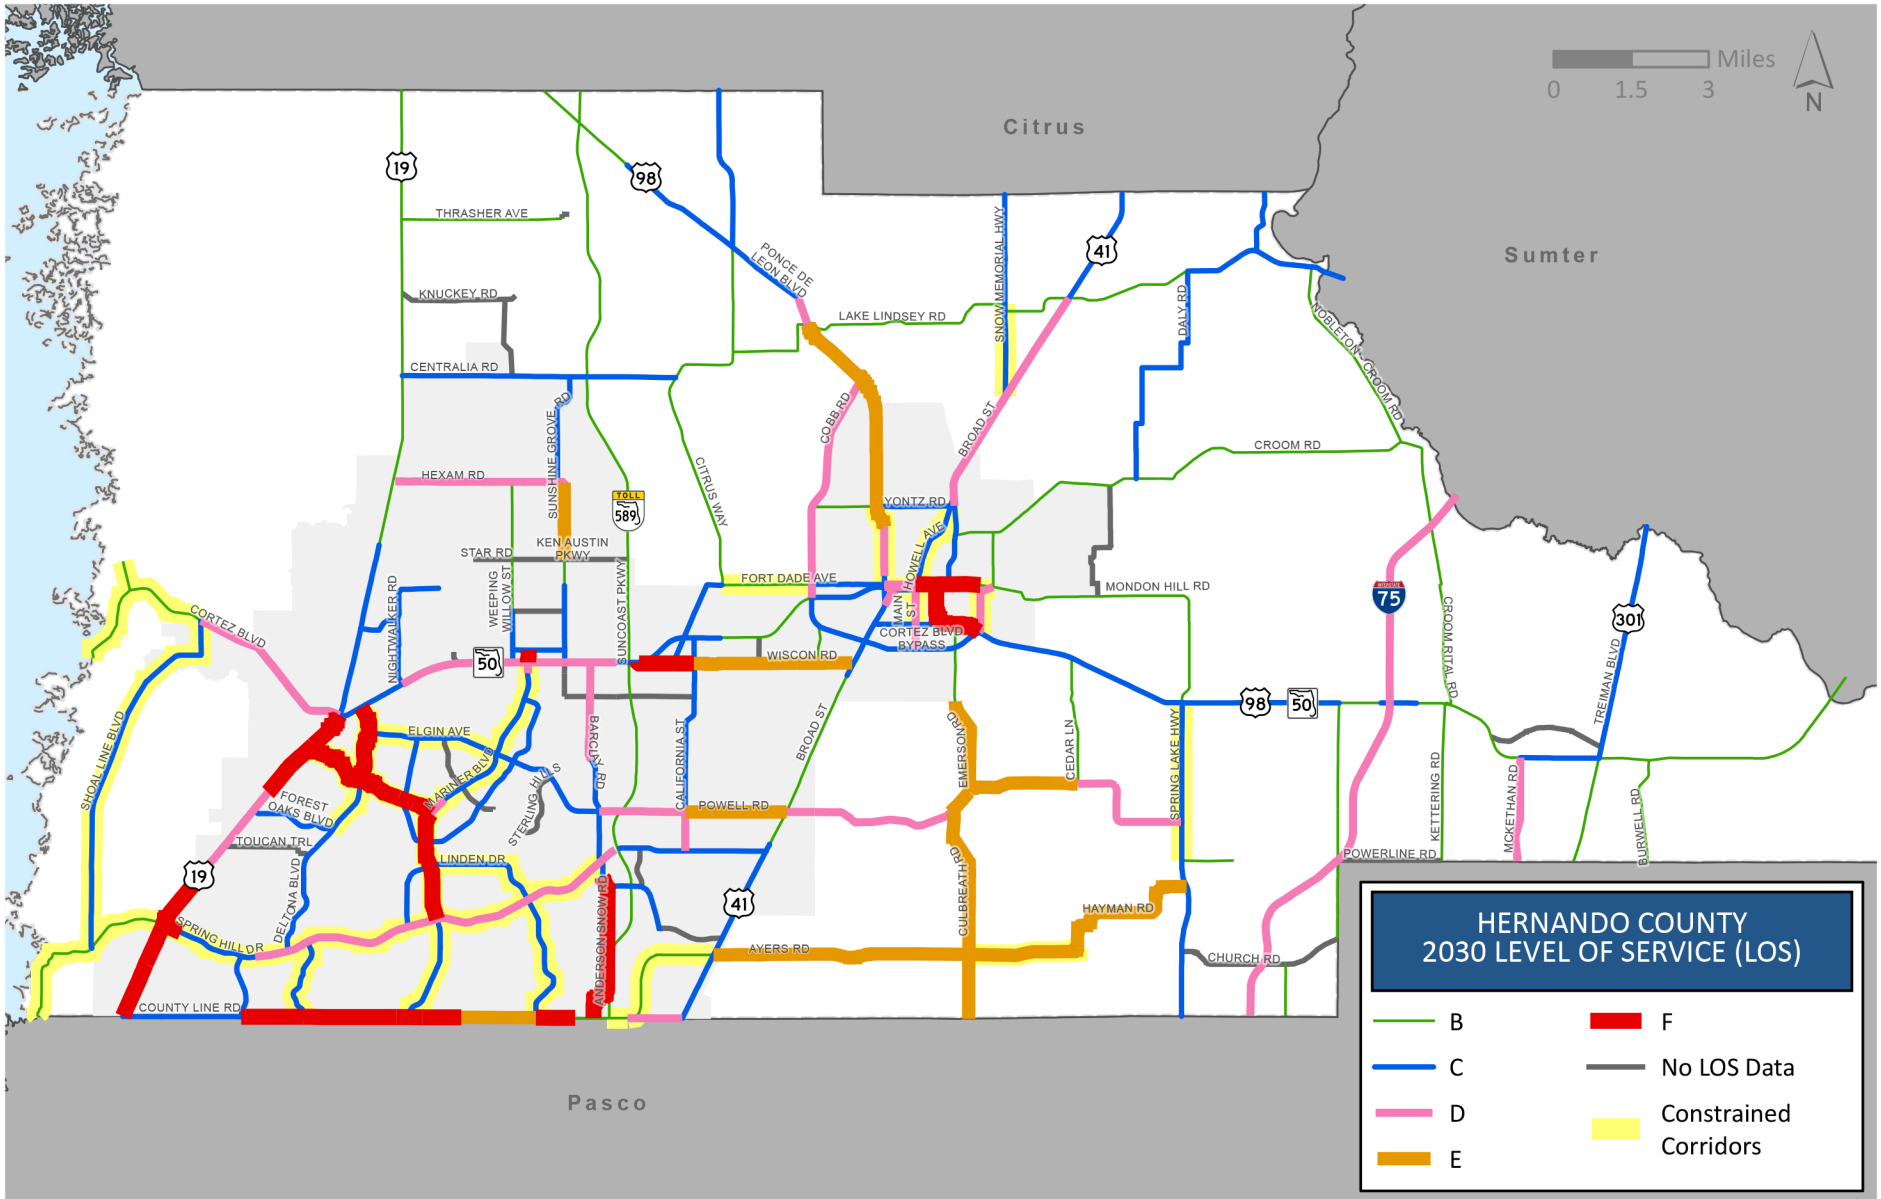 Miles
0 1.5 3
N
Citrus
Sumter
Pasco
19
98
THRASHER AVE
PONCE DE
LEON BLVD
SNOW MEMORIAL HWY
41
KNUCKEY RD
LAKE LINDSEY RD
DALY RD
NOBLETON CROOM RD
CENTRALIA RD
SUNSHINE GROVE RD
COBB RD
BROAD ST
CROOM RD
HEXAM RD
CITRUS WAY
TOLL
589
YONTZ RD
HOWELL AVE
STAR RD
KEN AUSTIN
PKWY
WEEPING
WILLOW ST
SUNCOAST PKWY
FORT DADE AVE
MONDON HILL RD
75
CROOM RITAL RD
301
TREIMAN BLVD
NIGHTWALKER RD
CORTEZ BLVD
MAIN
ST
CORTEZ BLVD
BYPASS
50
WISCON RD
98
50
SHOAL LINE BLVD
ELGIN AVE
MARINER BLVD
BARCLAY RD
CALIFORNIA ST
BROAD ST
EMERSON RD
CEDAR LN
SPRING LAKE HWY
KETTERING RD
MCKETHAN RD
BURWELL RD
FOREST
OAKS BLVD
STERLING HILLS
POWELL RD
TOUCAN TRL
LINDEN DR
POWERLINE RD
19
DELTONA BLVD
SPRING HILL DR
ANDERSON SNOW RD
41
CULBREATH RD
HAYMAN RD
AYERS RD
CHURCH RD
COUNTY LINE RD
HERNANDO COUNTY
2030 LEVEL OF SERVICE (LOS)
B
C
D
E
F
No LOS Data
Constrained
Corridors